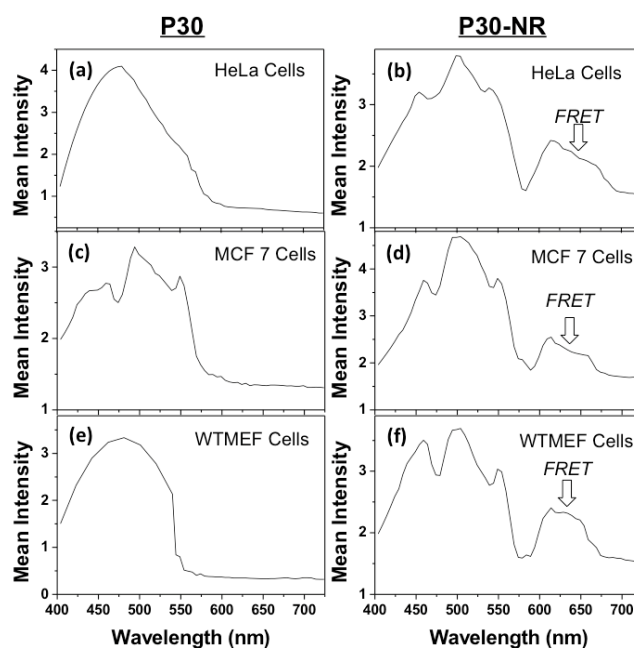 P30
P30-NR
(a)
HeLa Cells
4
3
2
1
Mean Intensity
(b)
HeLa Cells
FRET
3
2
1
Mean Intensity
(c)
MCF 7 Cells
3
2
1
Mean Intensity
(d)
MCF 7 Cells
FRET
4
3
2
1
Mean Intensity
(e)
WTMEF Cells
3
2
1
0
Mean Intensity
400 450 500 550 600 650 700
Wavelength (nm)
(f)
WTMEF Cells
FRET
3
2
1
Mean Intensity
400 450 500 550 600 650 700
Wavelength (nm)